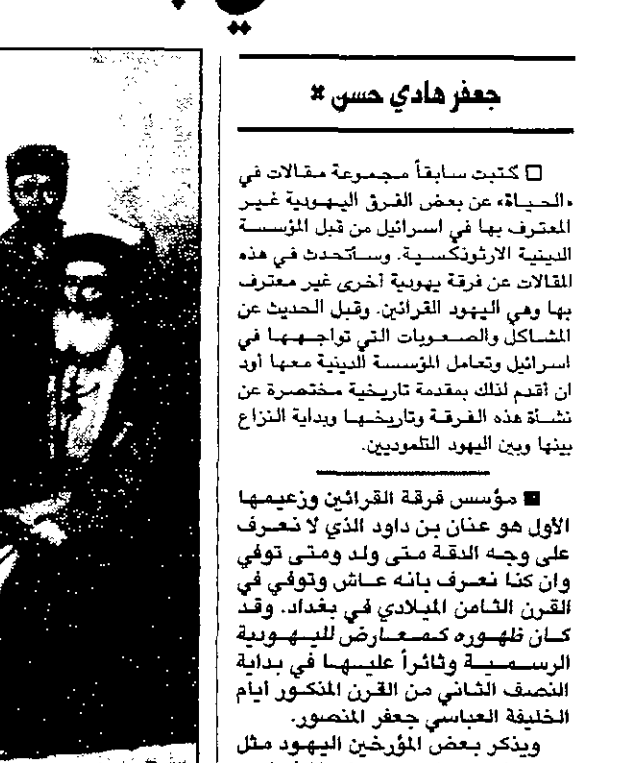 جعفر هادي حسن *
□ كتبت سابقاً مجموعة مقالات في
«الحياة» عن بعض الفرق اليهودية غير
المعترف بها في اسرائيل من قبل المؤسسة
الدينية الارثوذكسية. وسأتحدث في هذه
المقالات عن فرقة يهودية أخرى غير معترف
بها وهي اليهود القرائين. وقبل الحديث عن
المشاكل والصعوبات التي تواجهها في
اسرائيل وتعامل المؤسسة الدينية معها أود
ان أقدم لذلك بمقدمة تاريخية مختصرة عن
نشأة هذه الفرقة وتاريخها وبداية النزاع
بينها وبين اليهود التلموديين.
■ مؤسس فرقة القرائين وزعيمها
الأول هو عنان بن داود الذي لا نعرف
على وجه الدقة متى ولد ومتى توفي
وان كنا نعرف بانه عاش وتوفي في
القرن الثامن الميلادي في بغداد. وقد
كان ظهوره كمعارض لليهودية
الرسمية وثائراً عليها في بداية
النصف الثاني من القرن المذكور أيام
الخليفة العباسي جعفر المنصور.
ويذكر بعض المؤرخين اليهود مثل